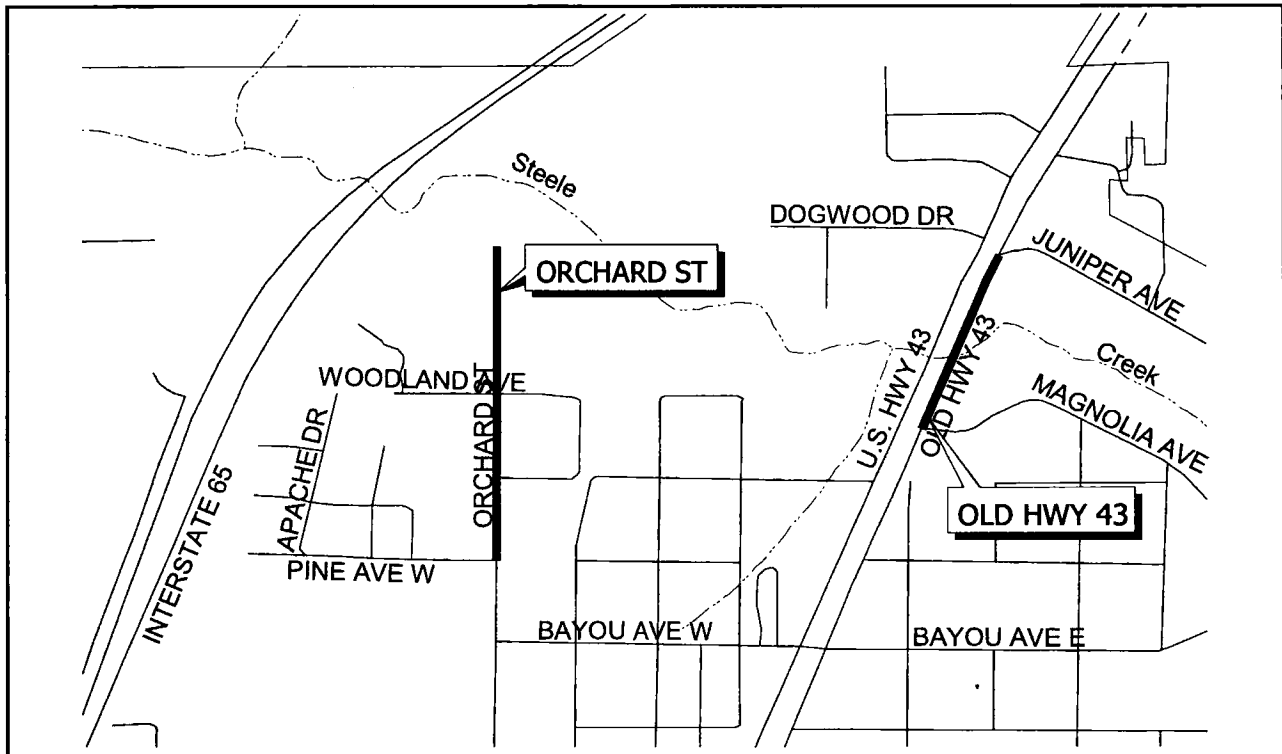 Steele
DOGWOOD DR
JUNIPER AVE
ORCHARD ST
U.S. HWY 43
OLD HWY 43
Creek
WOODLAND AVE
MAGNOLIA AVE
APACHE DR
ORCHARD ST
OLD HWY 43
INTERSTATE 65
PINE AVE W
BAYOU AVE W
BAYOU AVE E